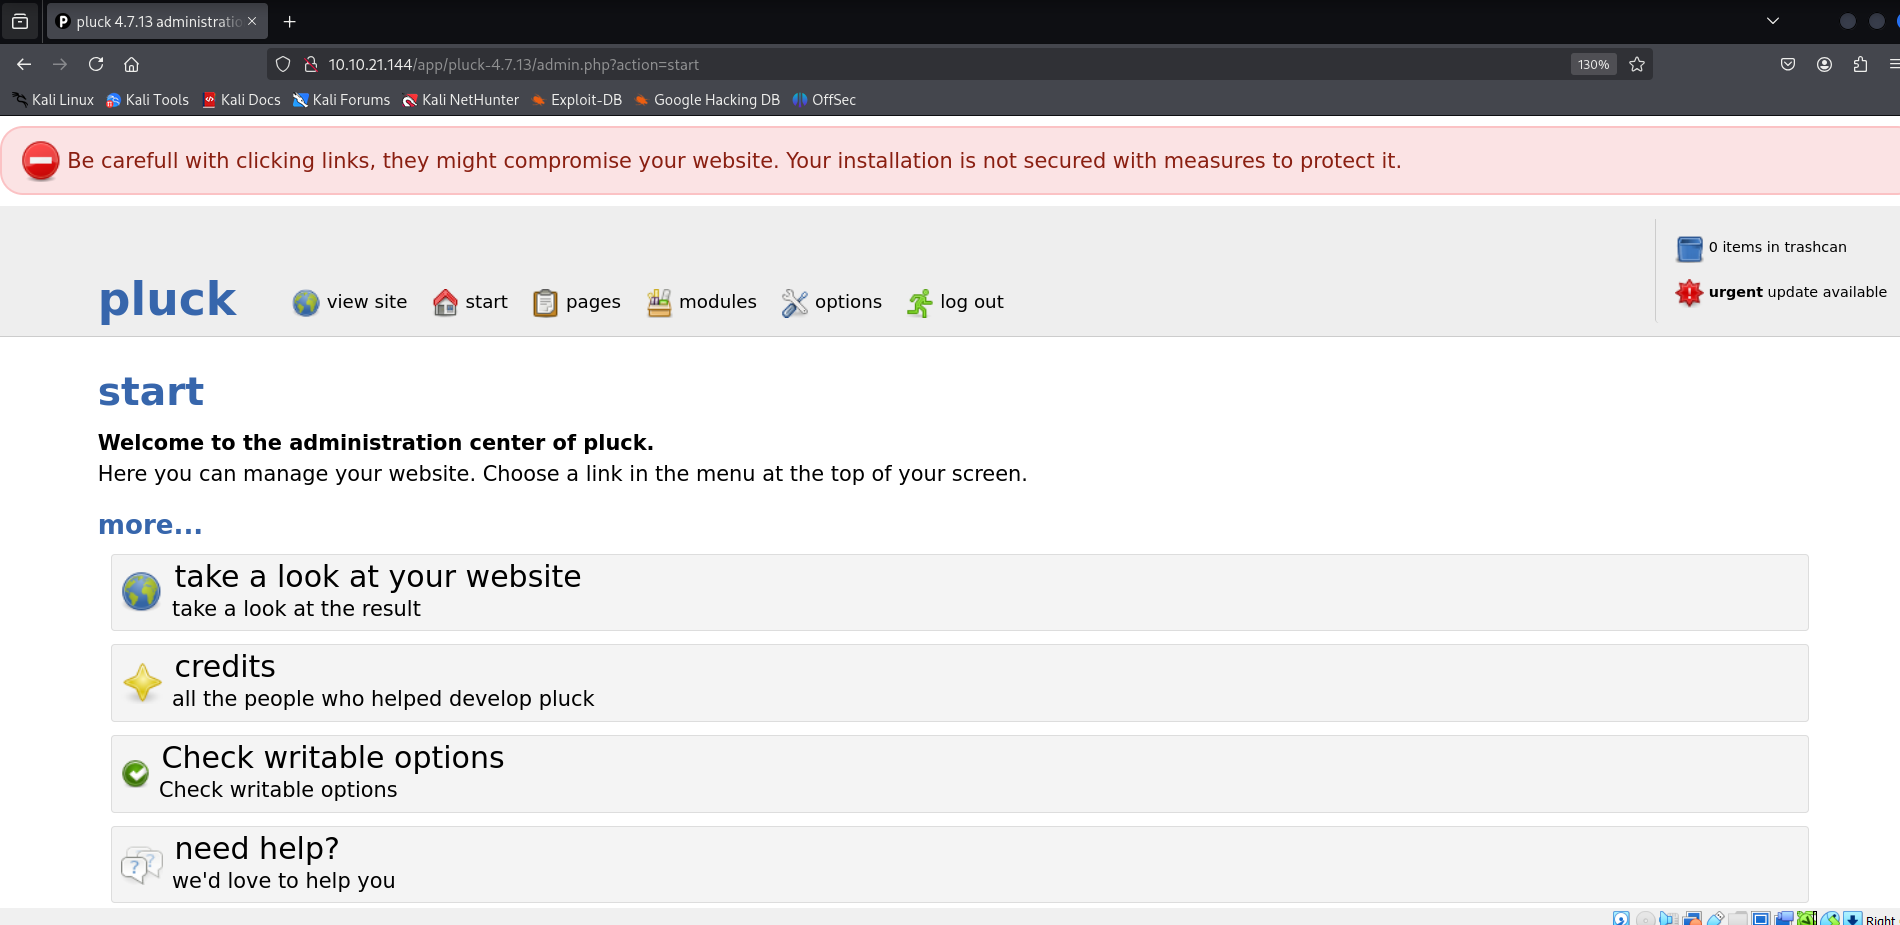 pluck 4.7.13 administratio
10.10.21.144/app/pluck-4.7.13/admin.php?action=start
130%
Kali Linux Kali Tools Kali Docs Kali Forums Kali NetHunter Exploit-DB Google Hacking DB OffSec
Be carefull with clicking links, they might compromise your website. Your installation is not secured with measures to protect it.
0 items in trashcan
urgent update available
pluck view site start pages modules options log out
start
Welcome to the administration center of pluck.
Here you can manage your website. Choose a link in the menu at the top of your screen.
more...
take a look at your website
take a look at the result
credits
all the people who helped develop pluck
Check writable options
Check writable options
need help?
we'd love to help you
Right